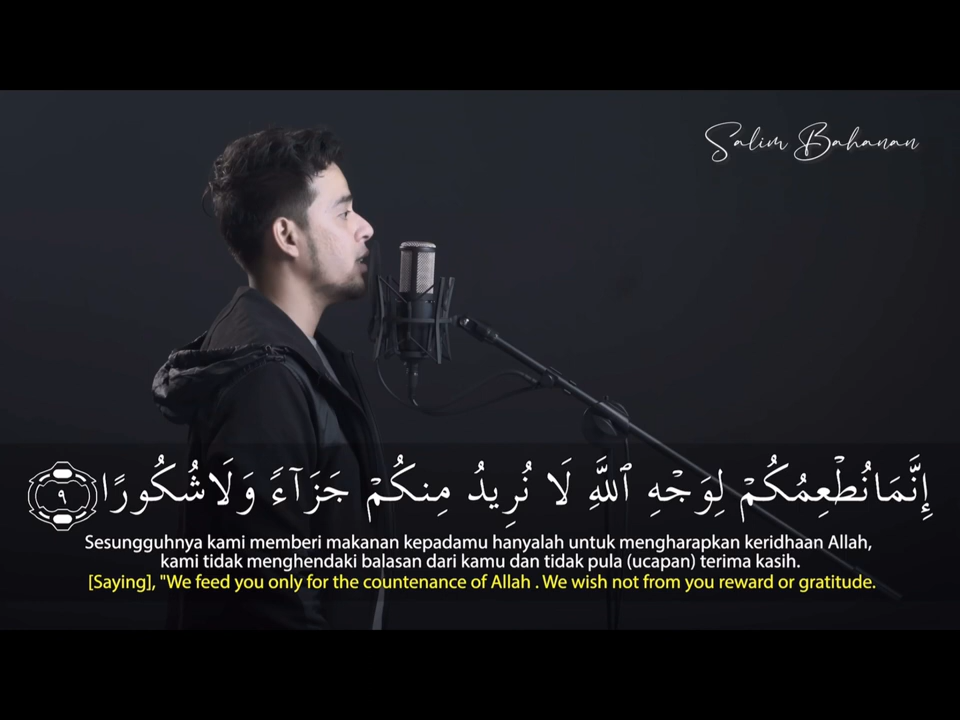 Salim Bahanan
إِنَّمَا نُطْعِمُكُمْ لِوَجْهِ ٱللَّهِ لَا نُرِيدُ مِنكُمْ جَزَآءً وَلَا شُكُورًا ٩
Sesungguhnya kami memberi makanan kepadamu hanyalah untuk mengharapkan keridhaan Allah,
kami tidak menghendaki balasan dari kamu dan tidak pula (ucapan) terima kasih.
[Saying], "We feed you only for the countenance of Allah . We wish not from you reward or gratitude.